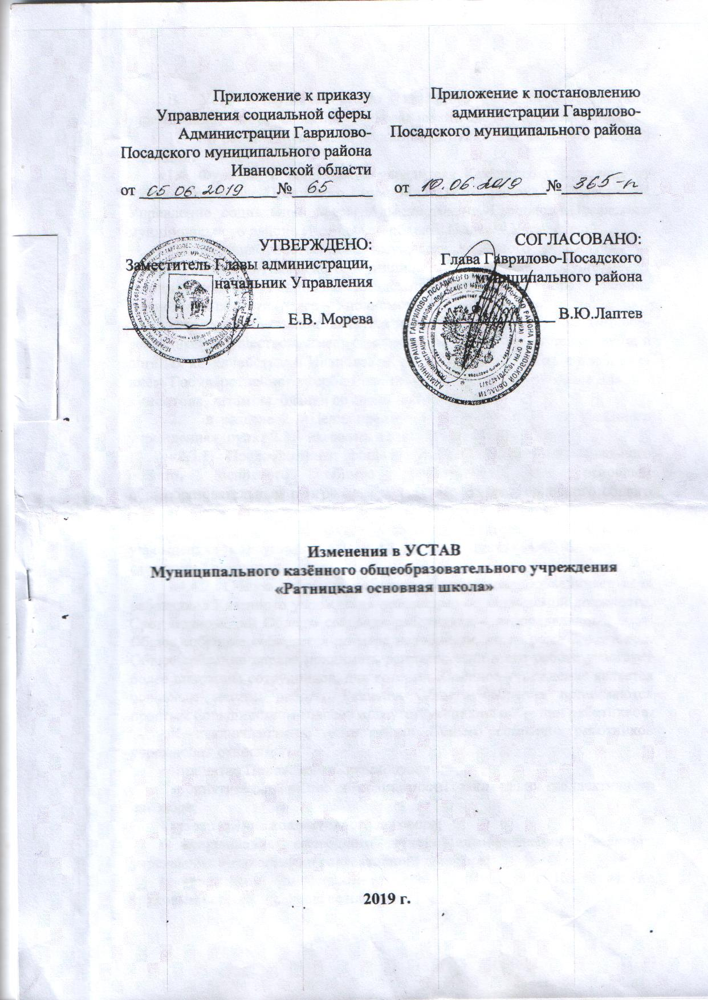 Приложение к приказу
Управления социальной сферы
Администрации Гаврилово-
Посадского муниципального района
Ивановской области
от 05 06. 2019 № 65
УТВЕРЖДЕНО:
Заместитель Главы администрации,
начальник Управления
Е.В. Морева
Приложение к постановлению
администрации Гаврилово-
Посадского муниципального района
от 10.06.2019 № 365-п
СОГЛАСОВАНО:
Глава Гаврилово-Посадского
муниципального района
В.Ю.Лаптев
Изменения в УСТАВ
Муниципального казённого общеобразовательного учреждения
«Ратницкая основная школа»
2019 г.